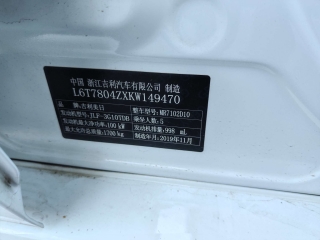 中国 浙江吉利汽车有限公司 制造
L6T7804ZXKW149470
品牌:吉利美日 整车型号:MR7102D10
发动机型号:JLF-3G10TDB 乘坐人数:5
发动机最大净功率:100 kW 发动机排量:998 mL
最大允许总质量:1700 kg 制造年月:2019年11月